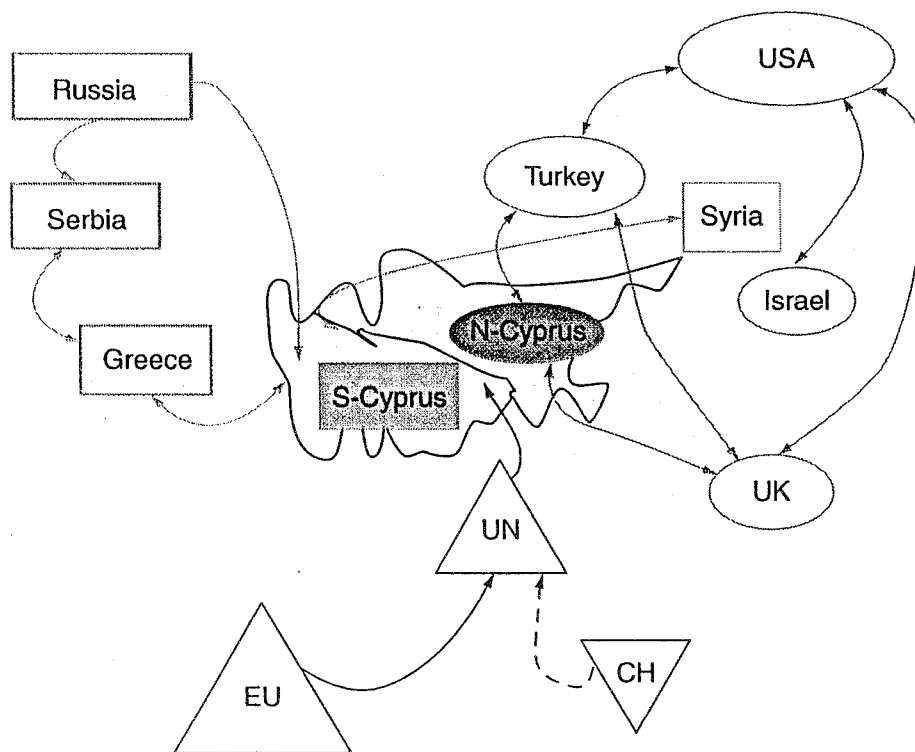 USA
Russia
Turkey
Serbia
Syria
Israel
N-Cyprus
Greece
S-Cyprus
UK
UN
EU
CH